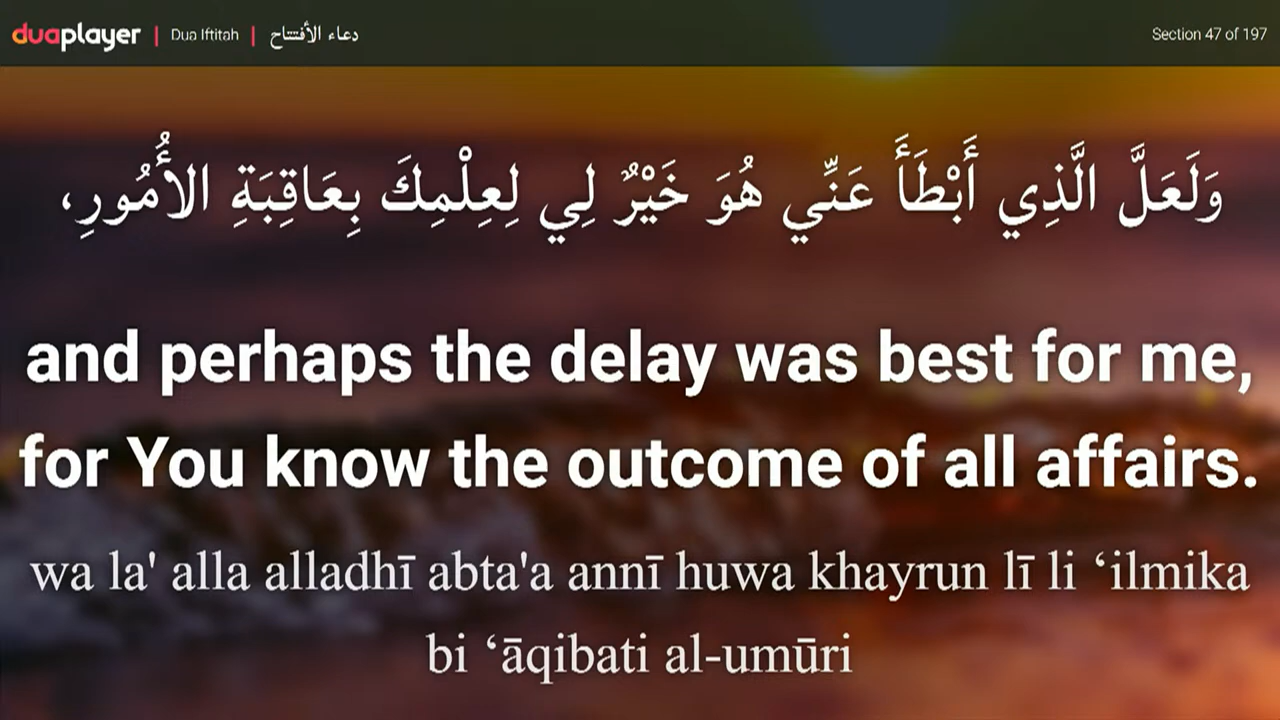 duaplayer | Dua Iftitah | دعاء الأفتتاح
Section 47 of 197
وَلَعَلَّ الَّذِي أَبْطَأَ عَنِّي هُوَ خَيْرٌ لِي لِعِلْمِكَ بِعَاقِبَةِ الأُمُورِ،
and perhaps the delay was best for me,
for You know the outcome of all affairs.
wa la' alla alladhī abta'a annī huwa khayrun lī li ‘ilmika
bi ‘āqibati al-umūri